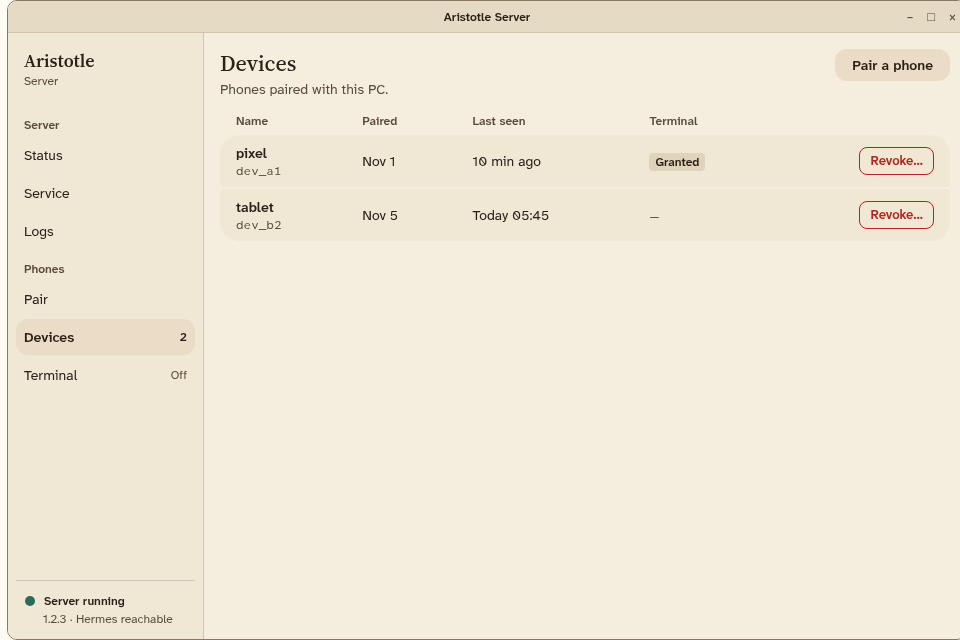 Aristotle Server
– □ ×
Aristotle
Server
Server
Status
Service
Logs
Phones
Pair
Devices 2
Terminal Off
Server running
1.2.3 · Hermes reachable
Devices
Phones paired with this PC.
Pair a phone
Name Paired Last seen Terminal
pixel
dev_a1
Nov 1 10 min ago Granted Revoke...
tablet
dev_b2
Nov 5 Today 05:45 — Revoke...